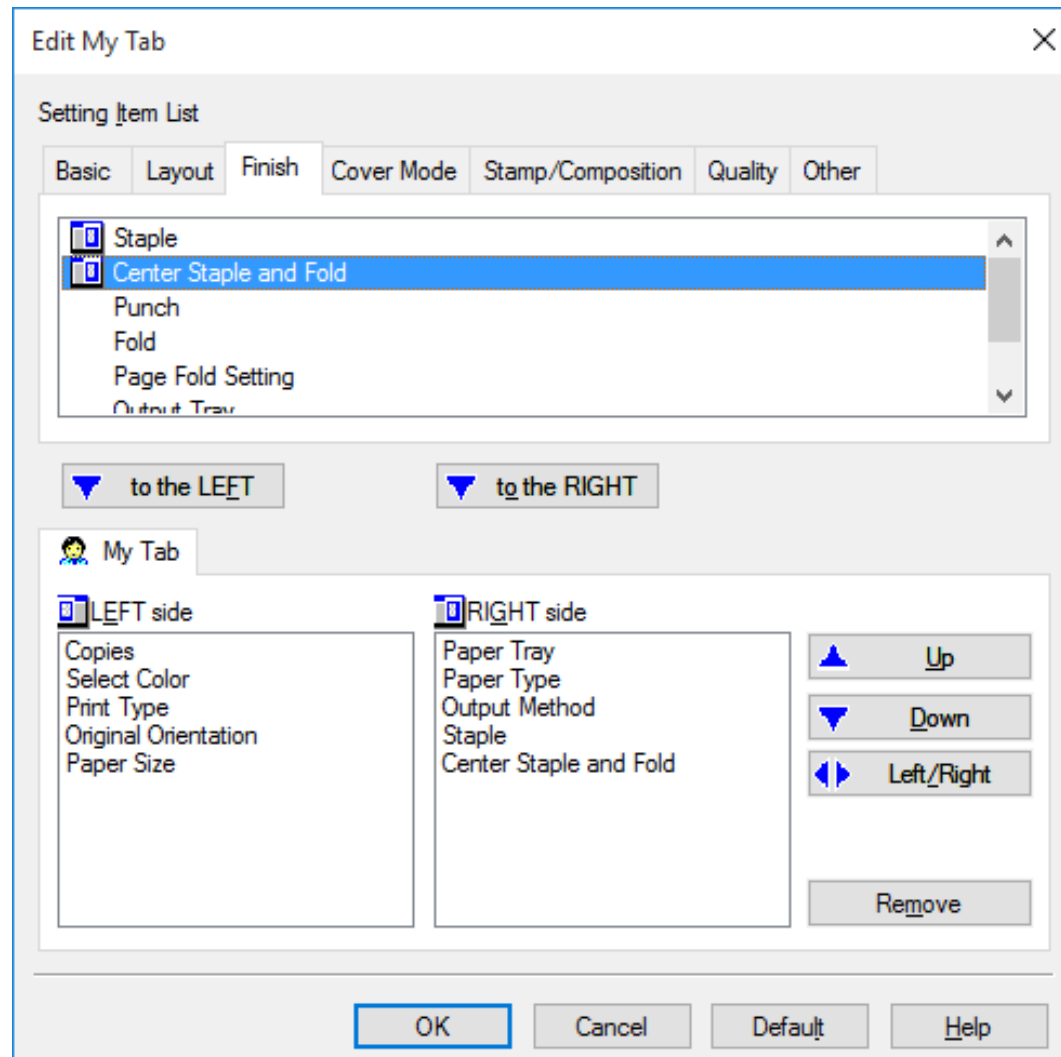 Edit My Tab
Setting Item List
Basic Layout Finish Cover Mode Stamp/Composition Quality Other
Staple
Center Staple and Fold
Punch
Fold
Page Fold Setting
Output Tray
to the LEFT to the RIGHT
My Tab
LEFT side RIGHT side
Copies Paper Tray
Select Color Paper Type
Print Type Output Method
Original Orientation Staple
Paper Size Center Staple and Fold
Up
Down
Left/Right
Remove
OK Cancel Default Help